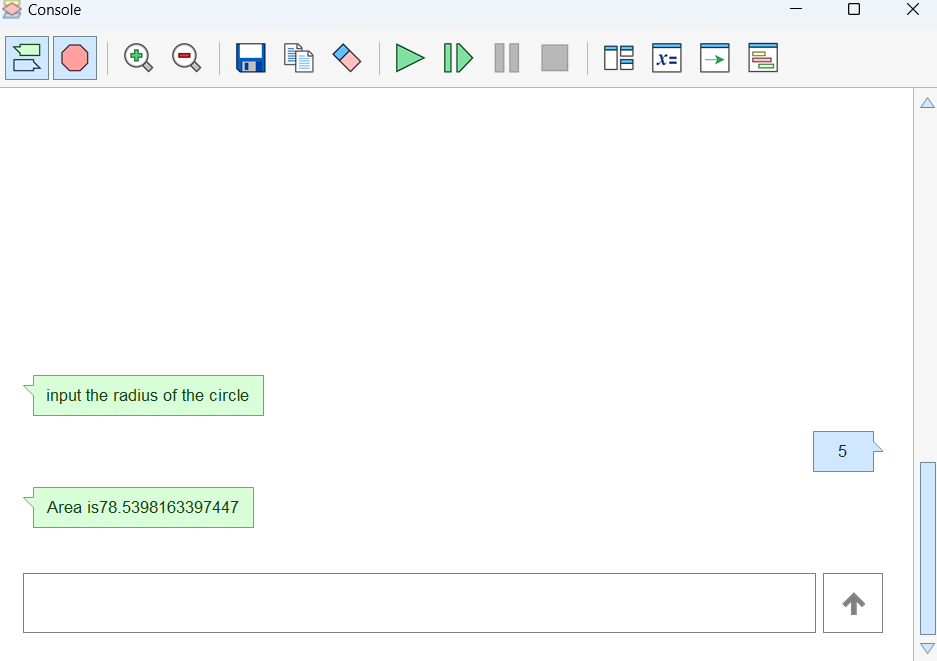 Console
x=
input the radius of the circle
5
Area is78.5398163397447